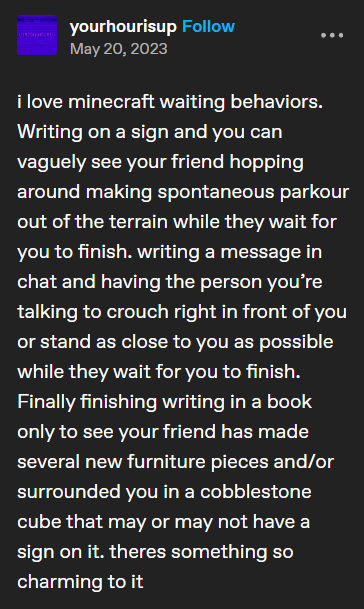 yourhourisup Follow
May 20, 2023
i love minecraft waiting behaviors.
Writing on a sign and you can
vaguely see your friend hopping
around making spontaneous parkour
out of the terrain while they wait for
you to finish. writing a message in
chat and having the person you’re
talking to crouch right in front of you
or stand as close to you as possible
while they wait for you to finish.
Finally finishing writing in a book
only to see your friend has made
several new furniture pieces and/or
surrounded you in a cobblestone
cube that may or may not have a
sign on it. theres something so
charming to it